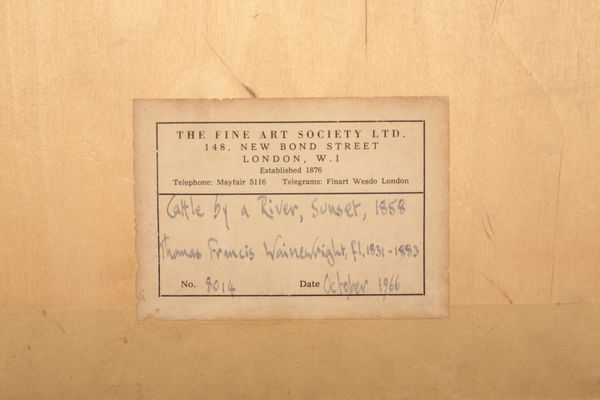 THE FINE ART SOCIETY LTD.
148, NEW BOND STREET
LONDON, W.1
Established 1876
Telephone: Mayfair 5116 Telegrams: Finart Wesdo London
Cattle by a River, Sunset, 1858
Thomas Francis Wainewright, fl. 1831-1883
No. 8014 Date October 1966